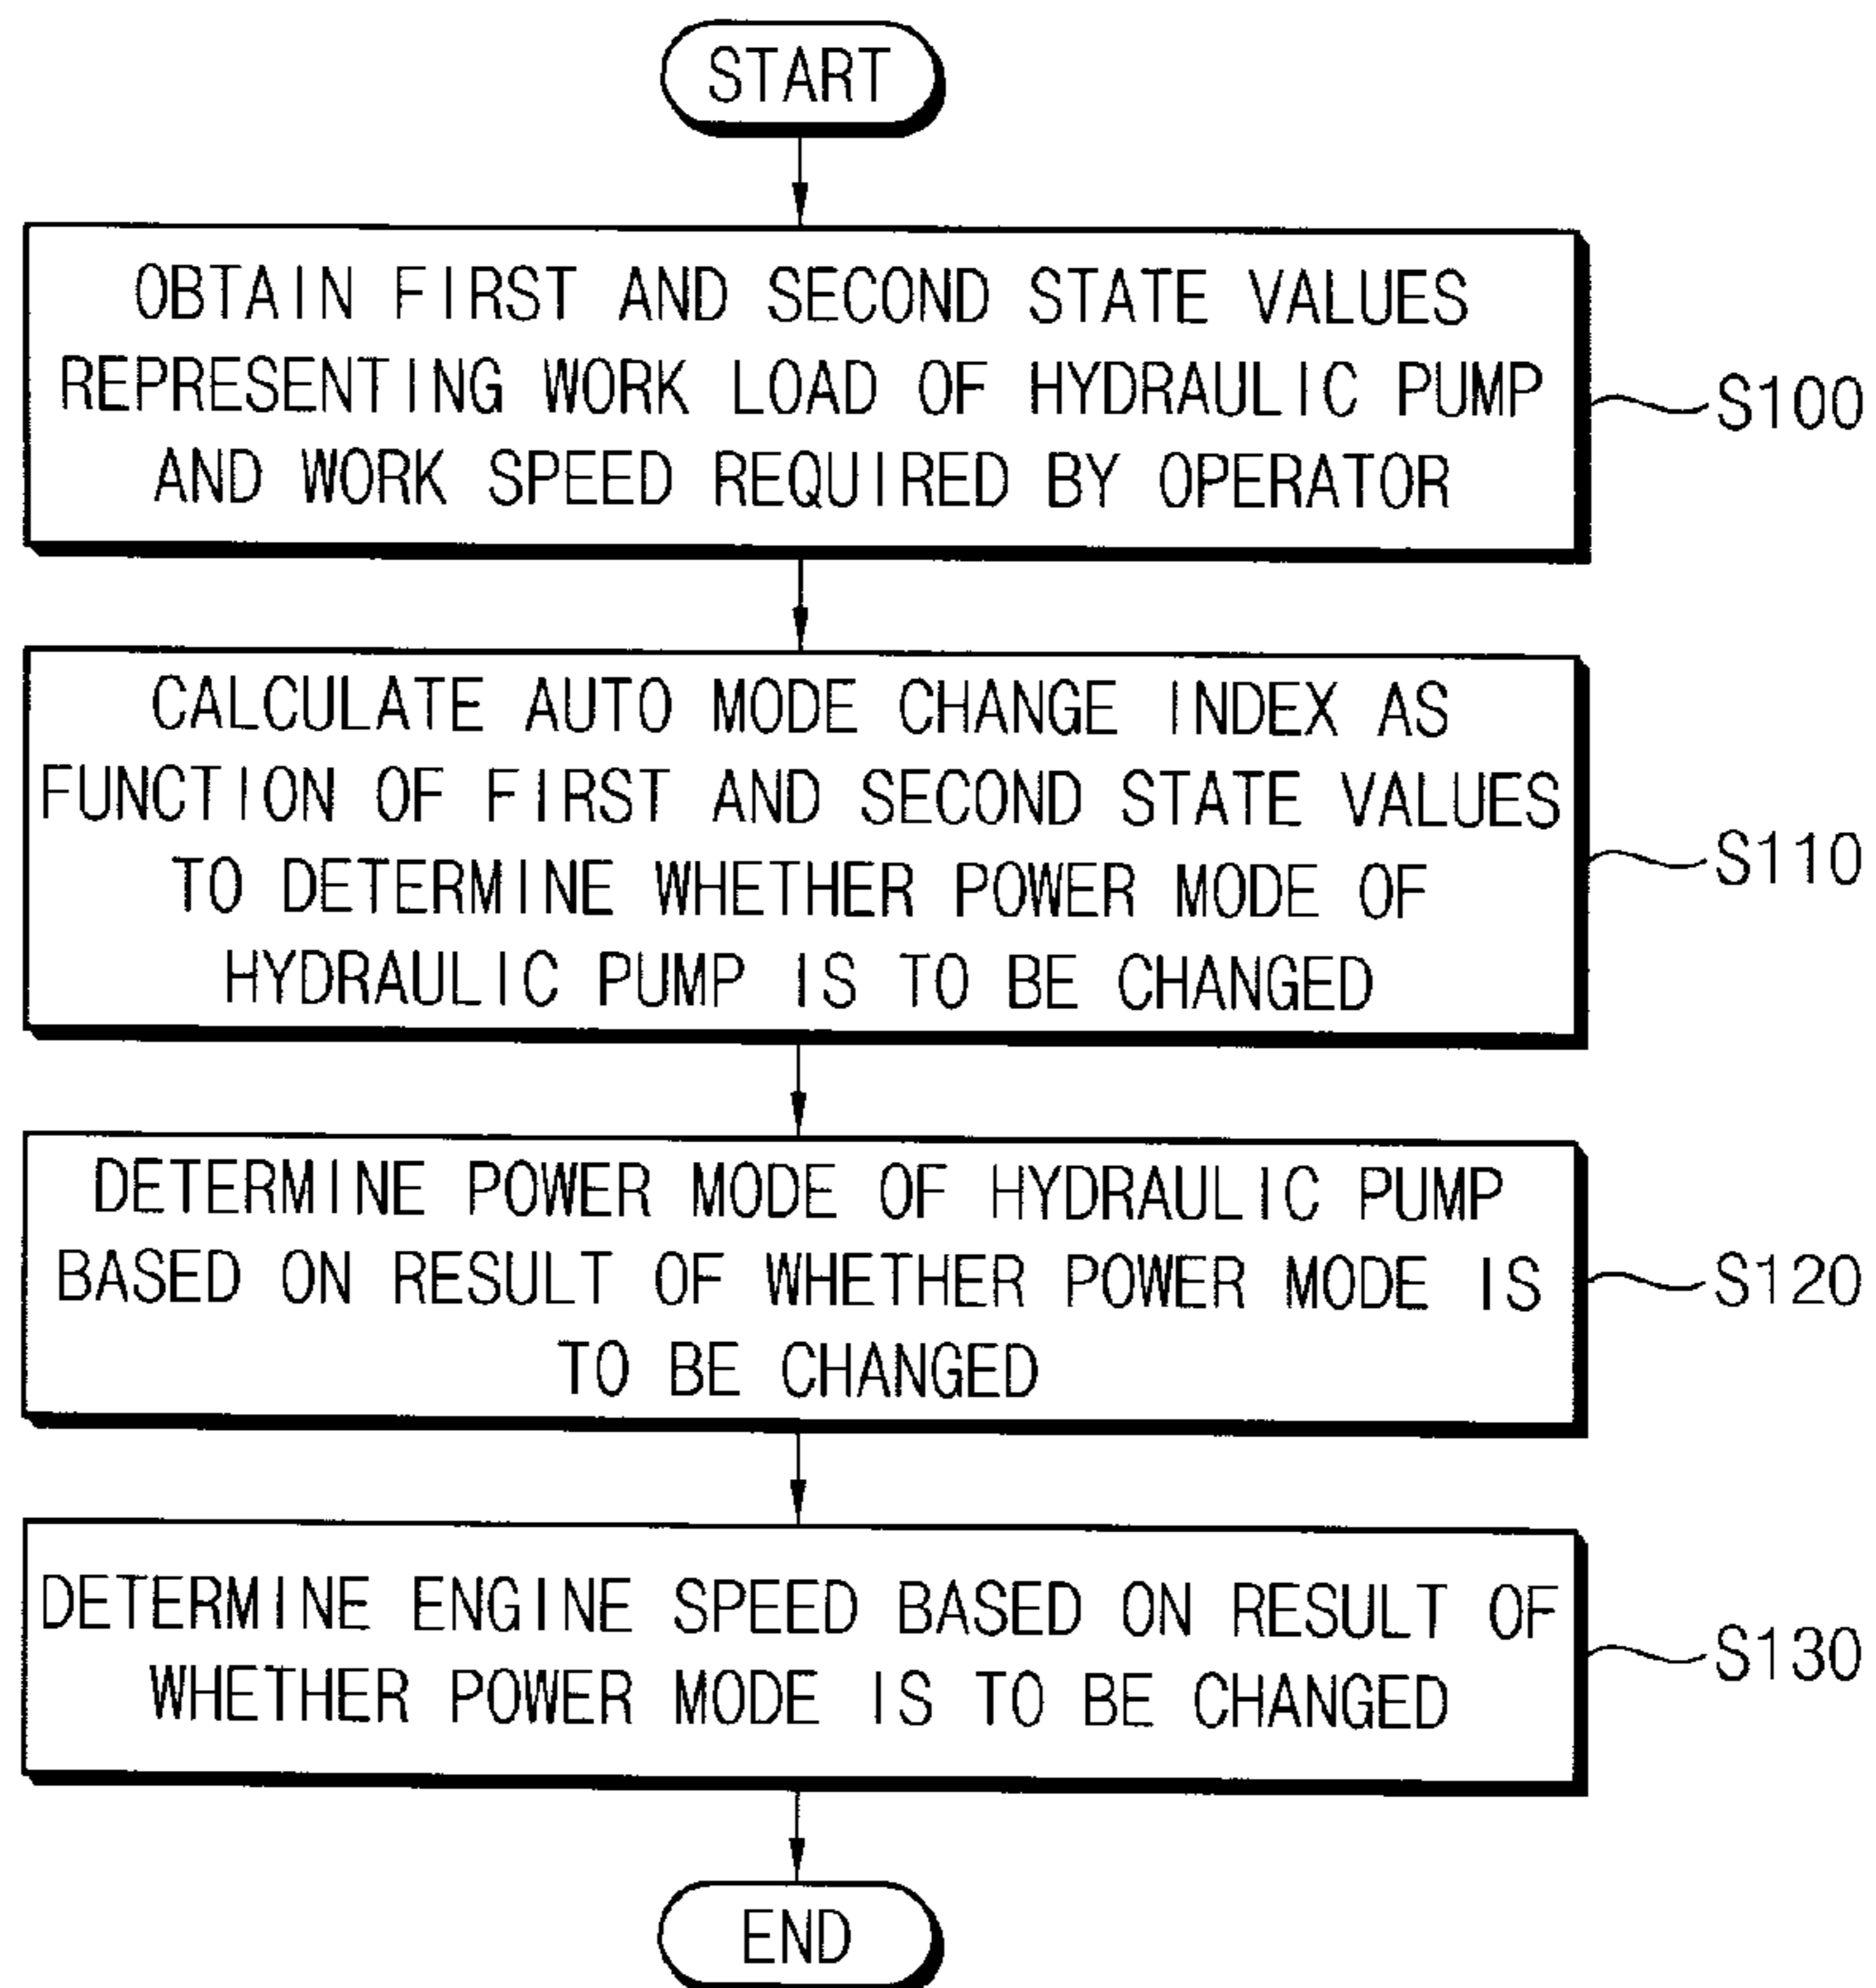 START
OBTAIN FIRST AND SECOND STATE VALUES
REPRESENTING WORK LOAD OF HYDRAULIC PUMP
AND WORK SPEED REQUIRED BY OPERATOR
S100
CALCULATE AUTO MODE CHANGE INDEX AS
FUNCTION OF FIRST AND SECOND STATE VALUES
TO DETERMINE WHETHER POWER MODE OF
HYDRAULIC PUMP IS TO BE CHANGED
S110
DETERMINE POWER MODE OF HYDRAULIC PUMP
BASED ON RESULT OF WHETHER POWER MODE IS
TO BE CHANGED
S120
DETERMINE ENGINE SPEED BASED ON RESULT OF
WHETHER POWER MODE IS TO BE CHANGED
S130
END